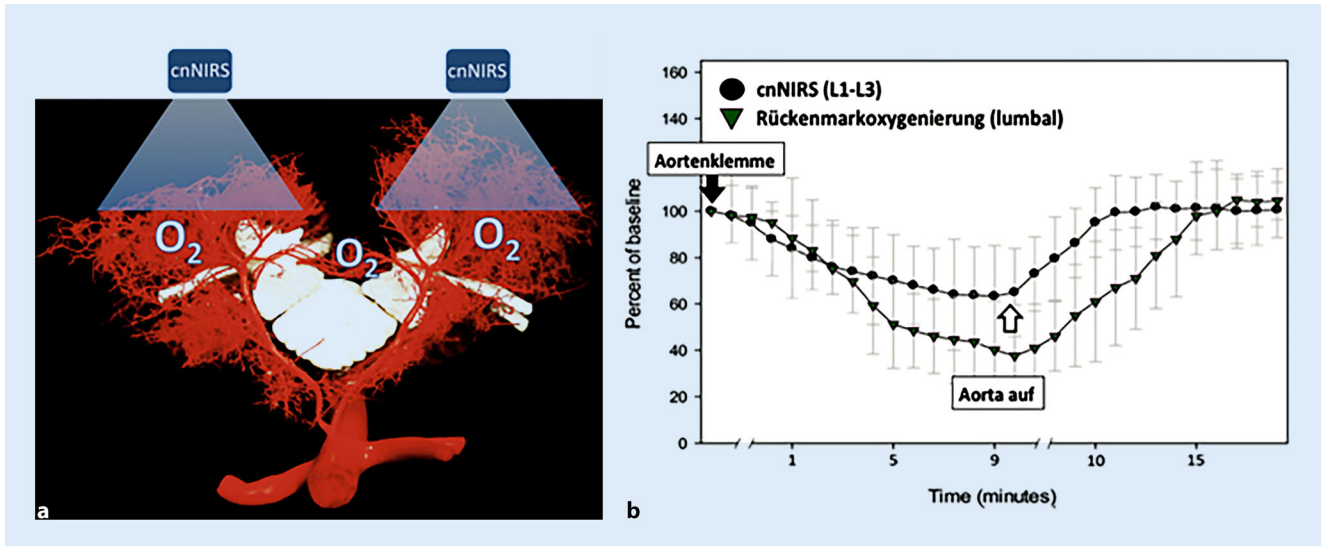 cnNIRS
cnNIRS
O₂
O₂
O₂
a
160
140
100
80
60
40
20
0
Percent of baseline
cnNIRS (L1-L3)
Rückenmarkoxygenierung (lumbal)
Aortenklemme
Aorta auf
1
5
9
10
15
Time (minutes)
b